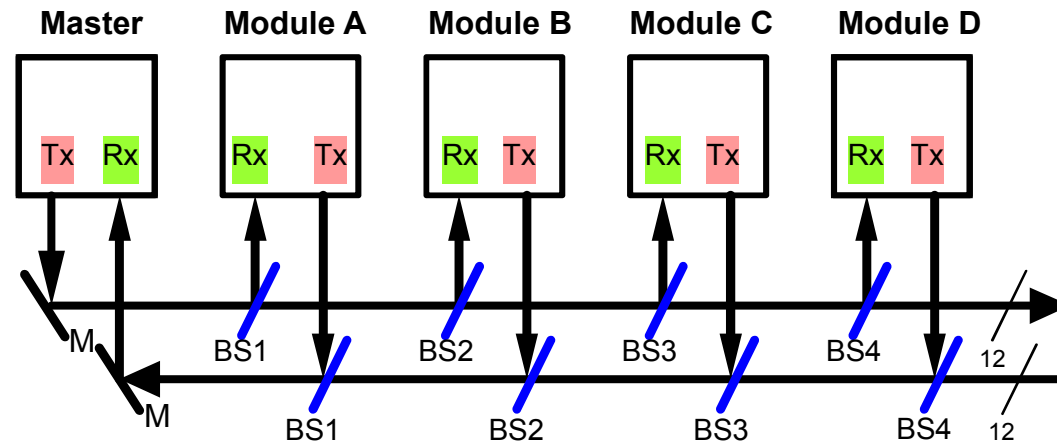 Master Module A Module B Module C Module D
Tx Rx Rx Tx Rx Tx Rx Tx Rx Tx
M BS1 BS2 BS3 BS4 12
M BS1 BS2 BS3 BS4 12